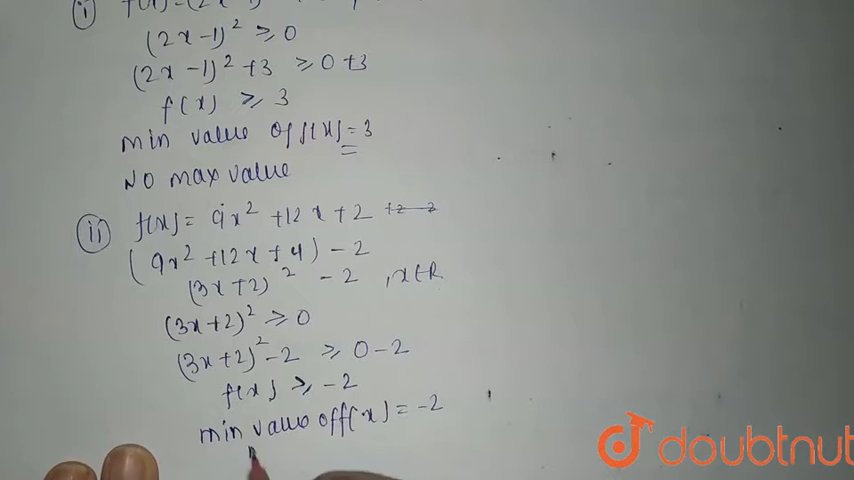 (i)
(2x-1)² ≥ 0
(2x-1)² +3 ≥ 0+3
f(x) ≥ 3
min value of f(x) = 3
NO max value
(ii) f(x) = 9x² +12x +2 +2-2
(9x² +12x +4) -2
(3x+2)² -2 , x∈R
(3x+2)² ≥ 0
(3x+2)² -2 ≥ 0-2
f(x) ≥ -2
min value of f(x) = -2
doubtnut